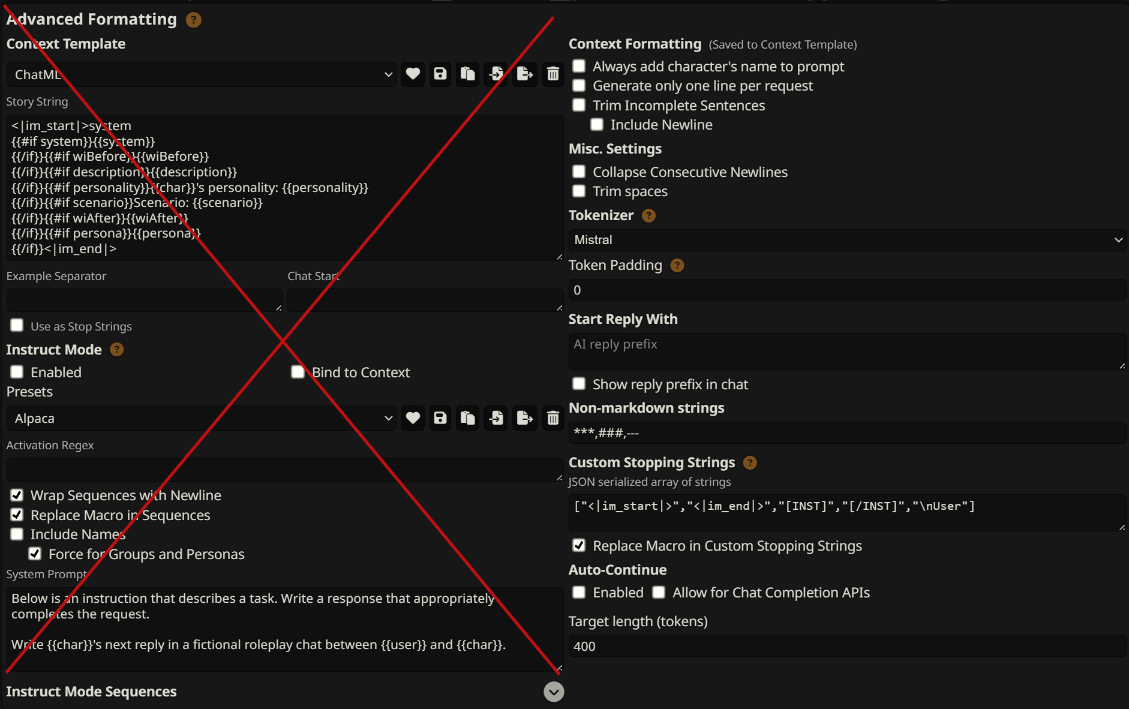 Advanced Formatting ?
Context Template
ChatML
Story String
<|im_start|>system
{{#if system}}{{system}}
{{/if}}{{#if wiBefore}}{{wiBefore}}
{{/if}}{{#if description}}{{description}}
{{/if}}{{#if personality}}{{char}}'s personality: {{personality}}
{{/if}}{{#if scenario}}Scenario: {{scenario}}
{{/if}}{{#if wiAfter}}{{wiAfter}}
{{/if}}{{#if persona}}{{persona}}
{{/if}}<|im_end|>
Example Separator
Chat Start
Use as Stop Strings
Instruct Mode ?
Enabled
Bind to Context
Presets
Alpaca
Activation Regex
Wrap Sequences with Newline
Replace Macro in Sequences
Include Names
Force for Groups and Personas
System Prompt
Below is an instruction that describes a task. Write a response that appropriately
completes the request.
Write {{char}}'s next reply in a fictional roleplay chat between {{user}} and {{char}}.
Instruct Mode Sequences
Context Formatting (Saved to Context Template)
Always add character's name to prompt
Generate only one line per request
Trim Incomplete Sentences
Include Newline
Misc. Settings
Collapse Consecutive Newlines
Trim spaces
Tokenizer ?
Mistral
Token Padding ?
0
Start Reply With
AI reply prefix
Show reply prefix in chat
Non-markdown strings
***,###,---
Custom Stopping Strings ?
JSON serialized array of strings
["<|im_start|>","<|im_end|>","[INST]","[/INST]","\nUser"]
Replace Macro in Custom Stopping Strings
Auto-Continue
Enabled
Allow for Chat Completion APIs
Target length (tokens)
400